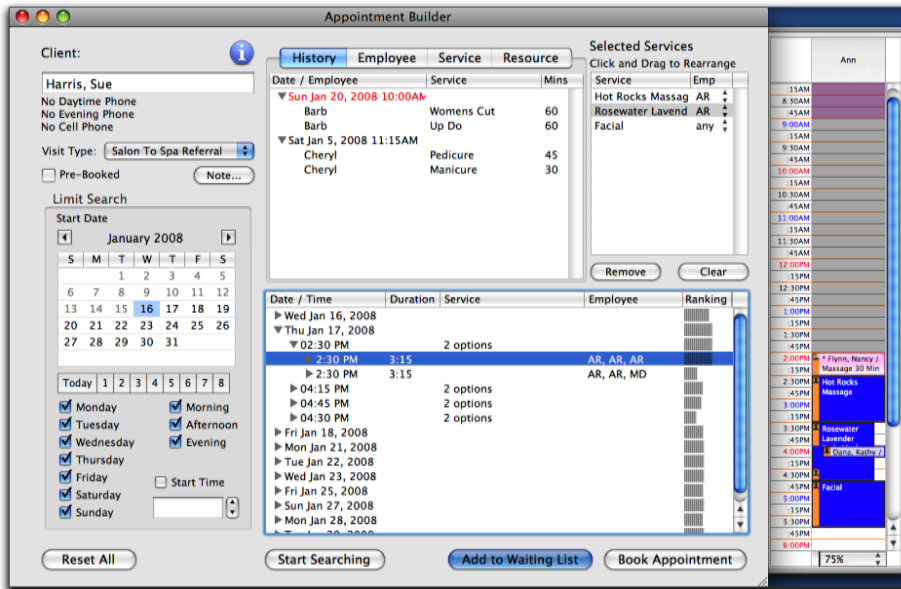 Appointment Builder
Client:
Harris, Sue
No Daytime Phone
No Evening Phone
No Cell Phone
Visit Type: Salon To Spa Referral
Pre-Booked
Note...
Limit Search
Start Date
January 2008
S M T W T F S
1 2 3 4 5
6 7 8 9 10 11 12
13 14 15 16 17 18 19
20 21 22 23 24 25 26
27 28 29 30 31
Today 1 2 3 4 5 6 7 8
Monday Morning
Tuesday Afternoon
Wednesday Evening
Thursday
Friday Start Time
Saturday
Sunday
Reset All
History Employee Service Resource
Date / Employee Service Mins
Sun Jan 20, 2008 10:00AM
Barb Womens Cut 60
Barb Up Do 60
Sat Jan 5, 2008 11:15AM
Cheryl Pedicure 45
Cheryl Manicure 30
Selected Services
Click and Drag to Rearrange
Service Emp
Hot Rocks Massag AR
Rosewater Lavend AR
Facial any
Remove Clear
Date / Time Duration Service Employee Ranking
Wed Jan 16, 2008
Thu Jan 17, 2008
02:30 PM 2 options
2:30 PM 3:15 AR, AR, AR
2:30 PM 3:15 AR, AR, MD
04:15 PM 2 options
04:45 PM 2 options
04:30 PM 2 options
Fri Jan 18, 2008
Mon Jan 21, 2008
Tue Jan 22, 2008
Wed Jan 23, 2008
Fri Jan 25, 2008
Sun Jan 27, 2008
Mon Jan 28, 2008
Start Searching Add to Waiting List Book Appointment
Ann
:15AM
8:30AM
:45AM
9:00AM
:15AM
9:30AM
:45AM
10:00AM
:15AM
10:30AM
:45AM
11:00AM
:15AM
11:30AM
:45AM
12:00PM
:15PM
12:30PM
:45PM
1:00PM
:15PM
1:30PM
:45PM
2:00PM * Flynn, Nancy /
:15PM Massage 30 Min
2:30PM Hot Rocks
:45PM Massage
3:00PM
:15PM
3:30PM Rosewater
:45PM Lavender
4:00PM Dana, Kathy /
:15PM
4:30PM
:45PM Facial
5:00PM
:15PM
5:30PM
:45PM
6:00PM
75%